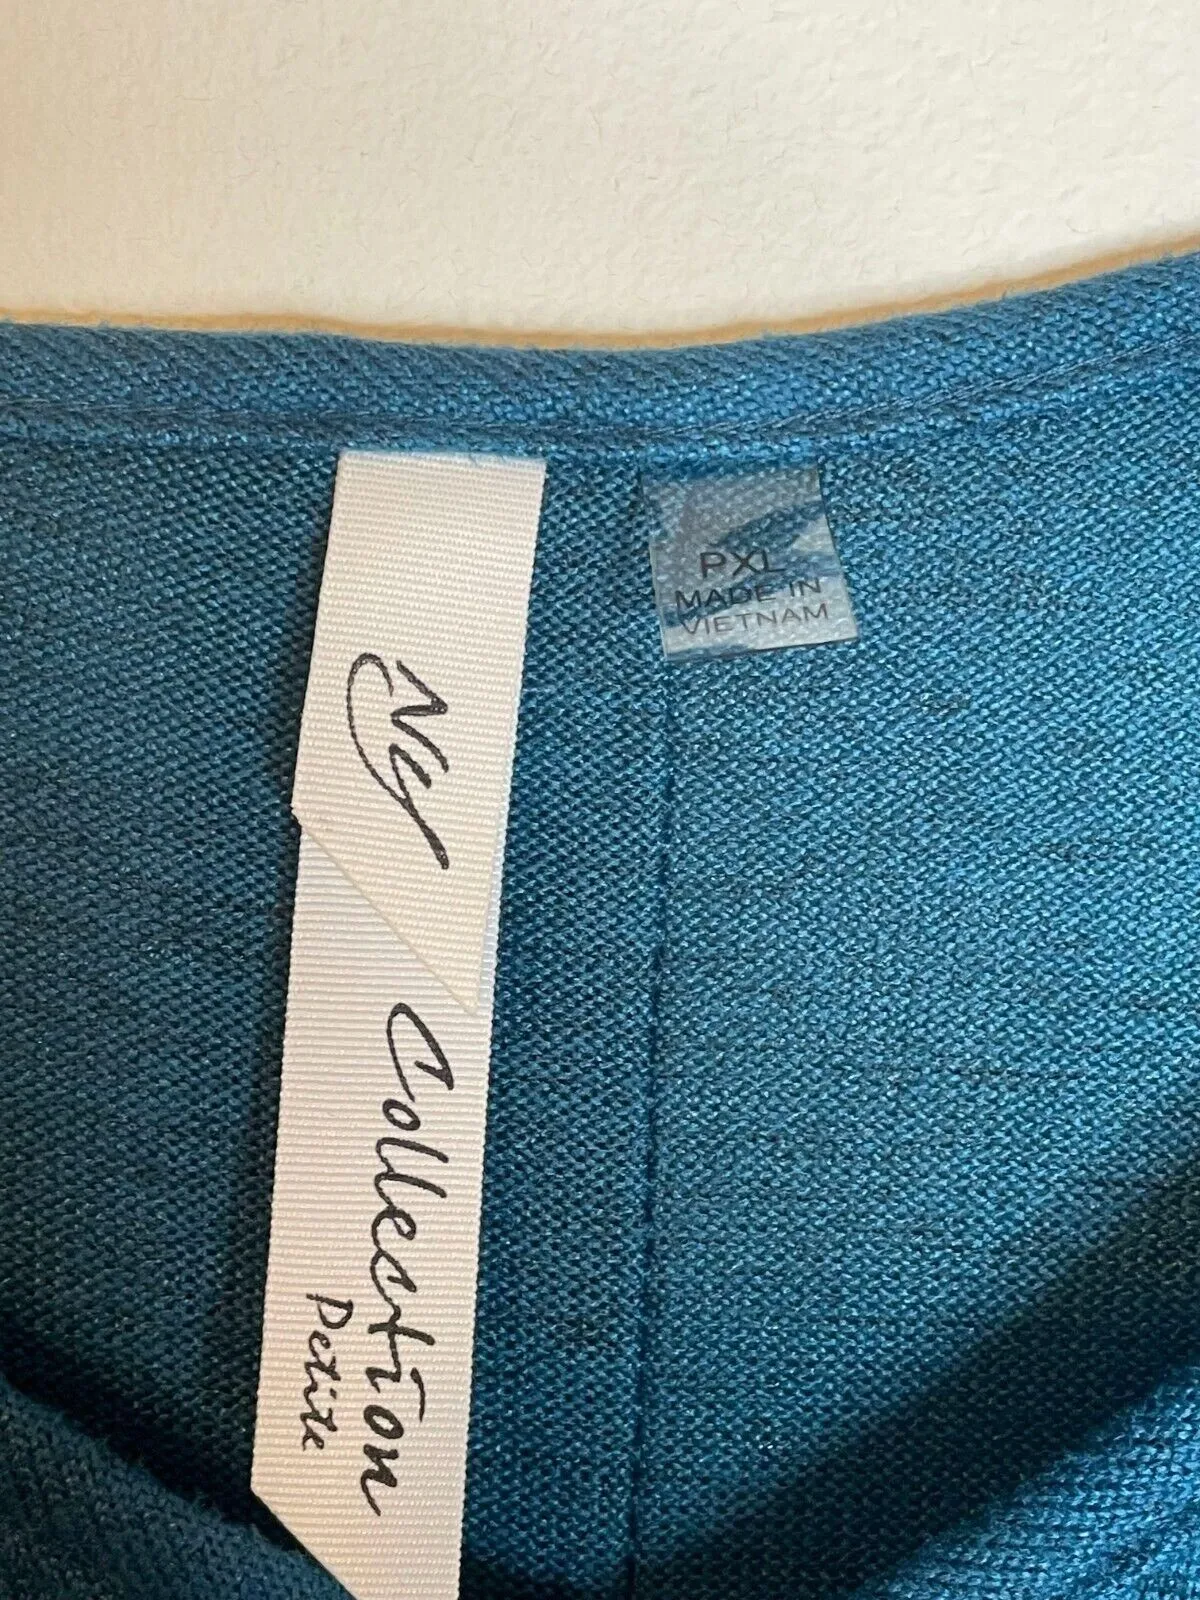 Ny
Collection
Petite
PXL
MADE IN
VIETNAM